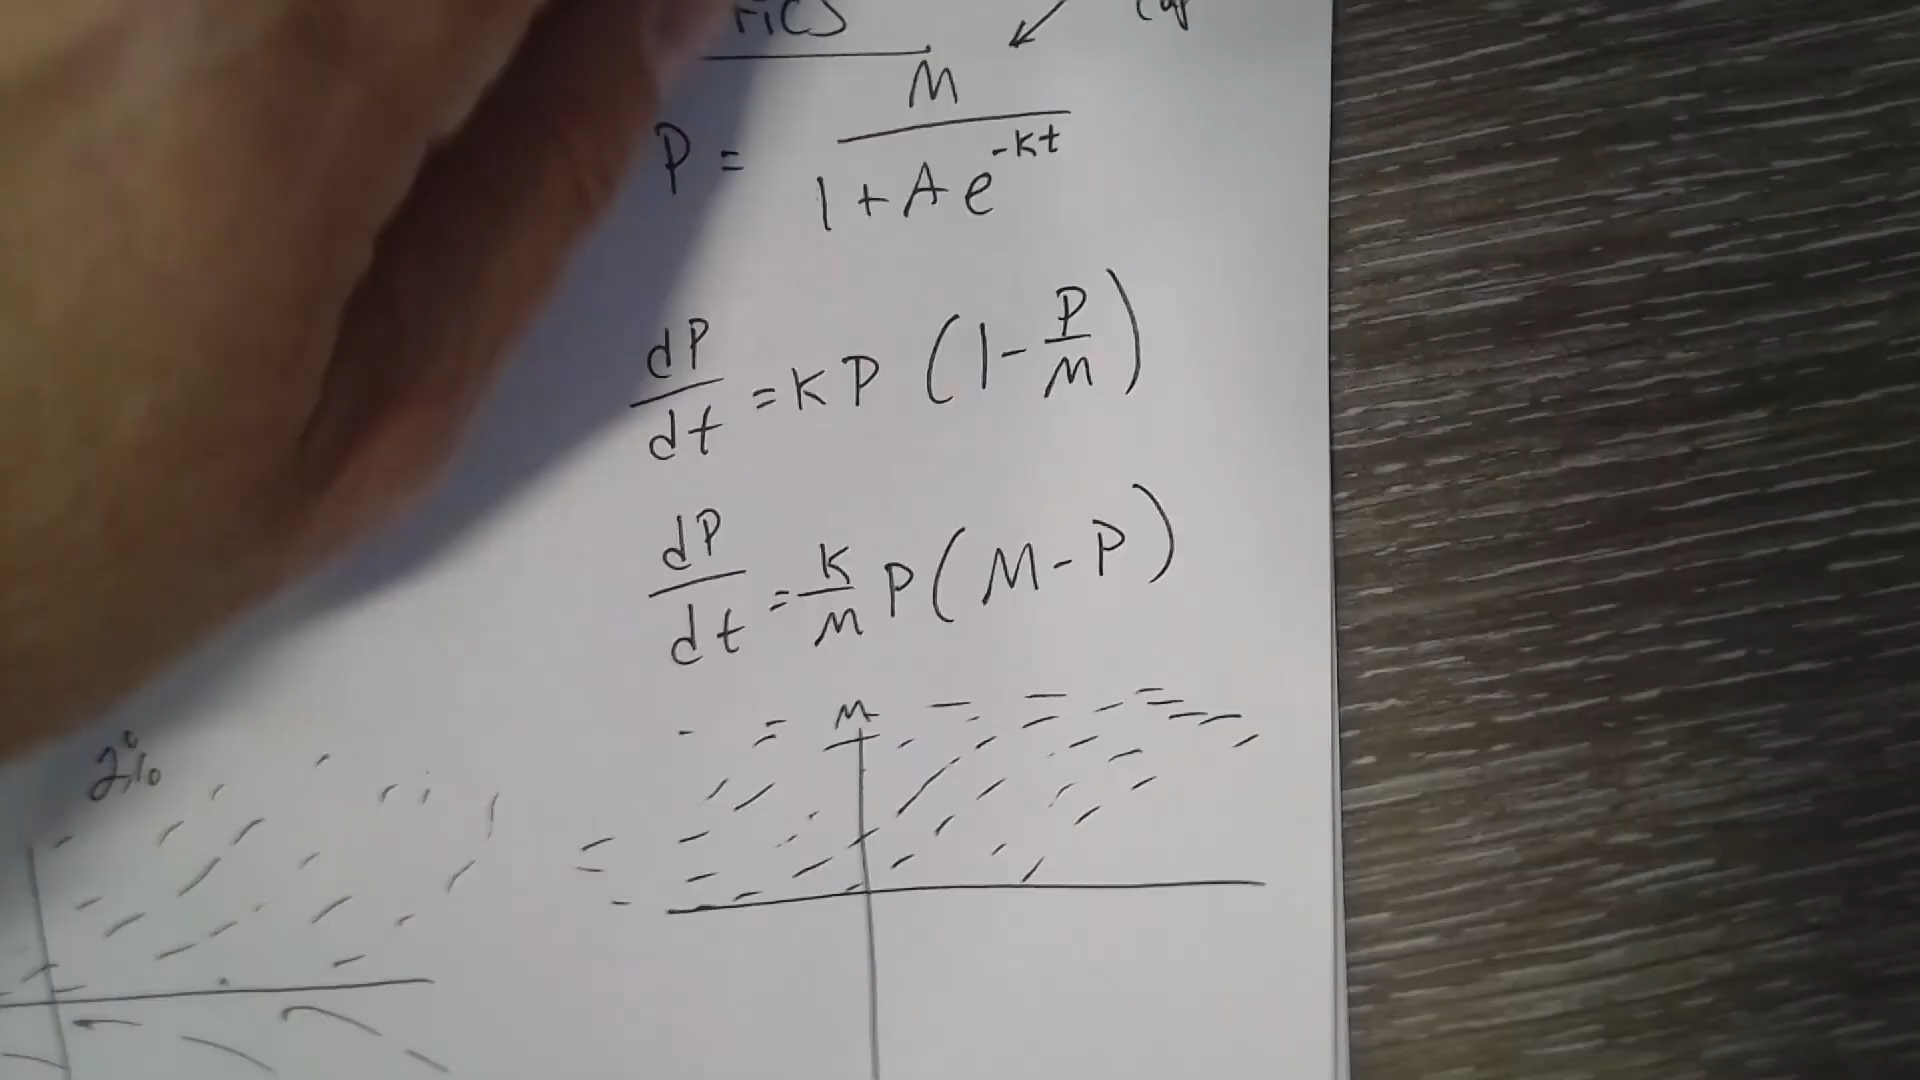 P = M / (1 + Ae^{-kt})
dP/dt = kP (1 - P/M)
dP/dt = k/M P(M - P)
M
2%